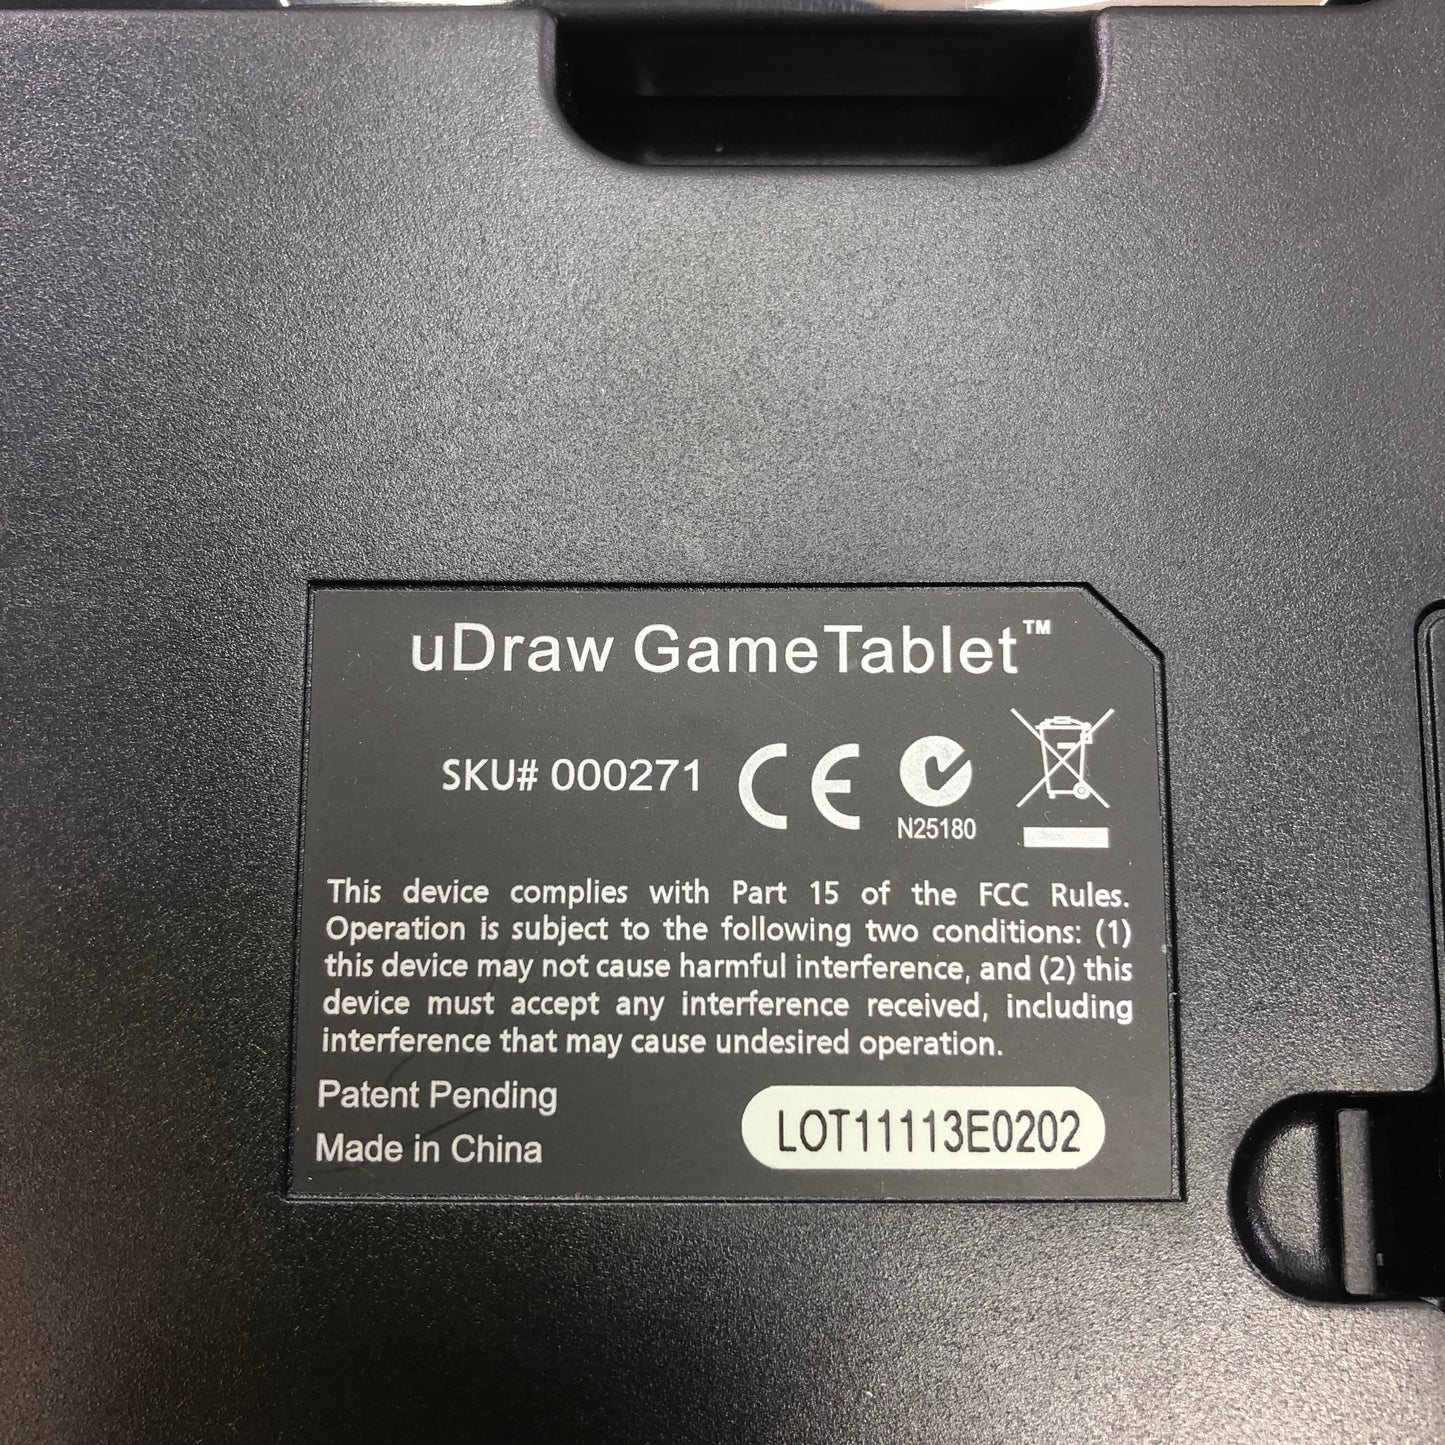 uDraw GameTablet™
SKU# 000271 CE
N25180
This device complies with Part 15 of the FCC Rules.
Operation is subject to the following two conditions: (1)
this device may not cause harmful interference, and (2) this
device must accept any interference received, including
interference that may cause undesired operation.
Patent Pending
Made in China
LOT11113E0202